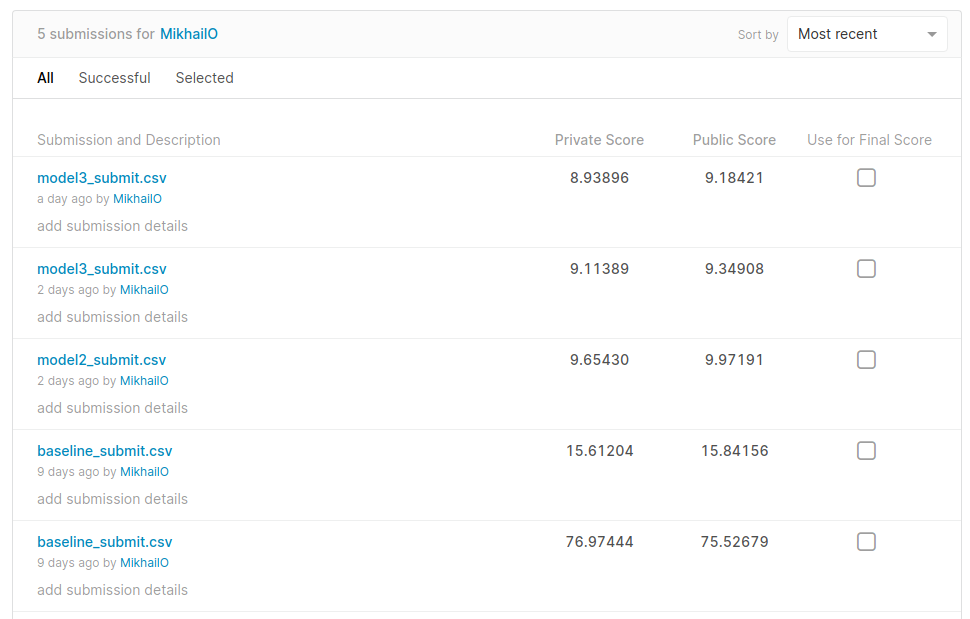 5 submissions for MikhailO
Sort by Most recent
All Successful Selected
Submission and Description Private Score Public Score Use for Final Score
model3_submit.csv 8.93896 9.18421
a day ago by MikhailO
add submission details
model3_submit.csv 9.11389 9.34908
2 days ago by MikhailO
add submission details
model2_submit.csv 9.65430 9.97191
2 days ago by MikhailO
add submission details
baseline_submit.csv 15.61204 15.84156
9 days ago by MikhailO
add submission details
baseline_submit.csv 76.97444 75.52679
9 days ago by MikhailO
add submission details